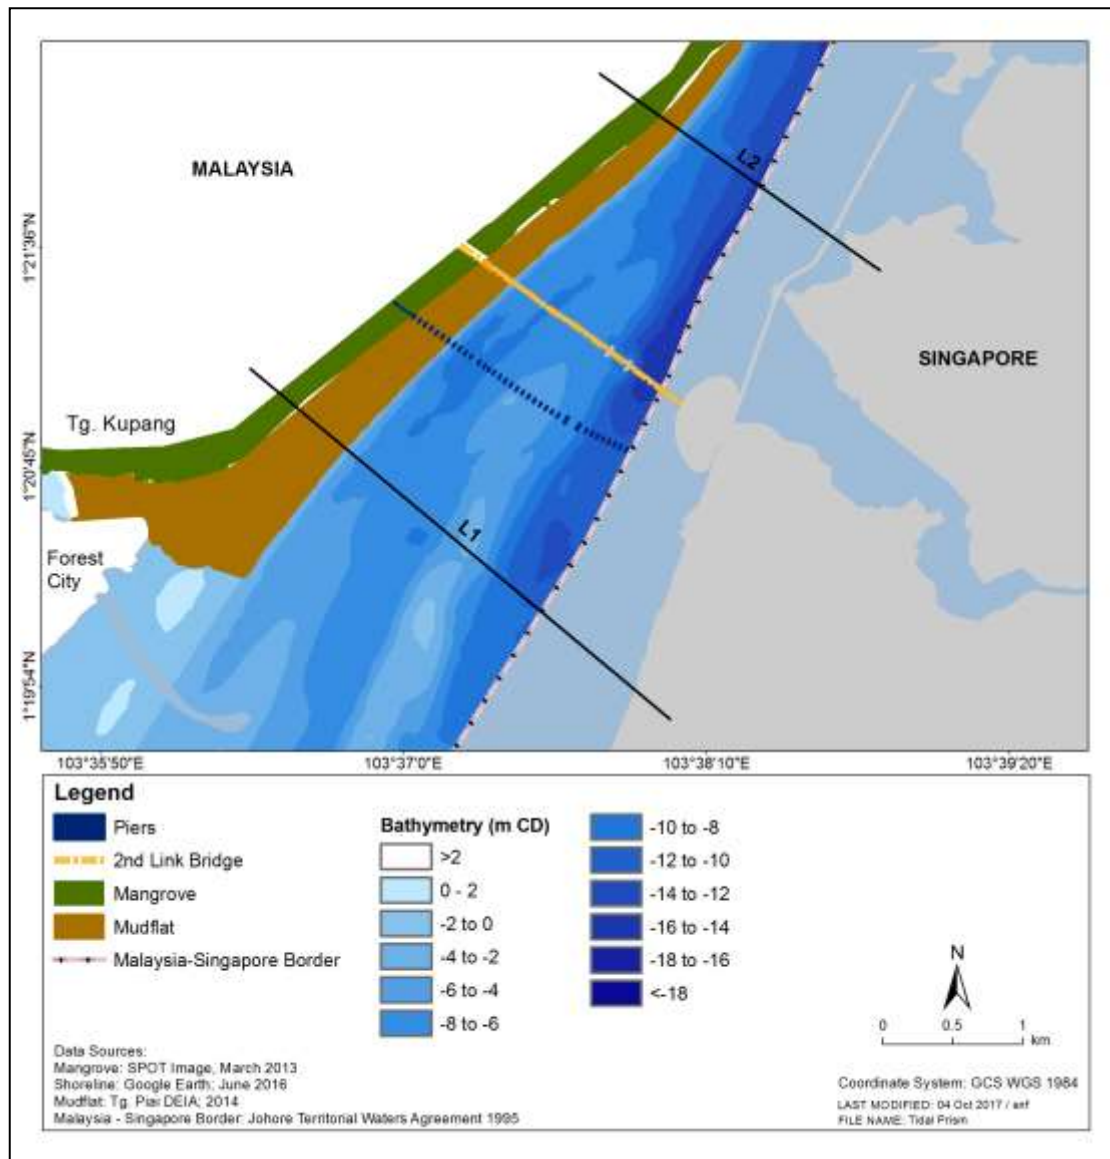 MALAYSIA
L2
1°21'36"N
SINGAPORE
Tg. Kupang
1°20'45"N
L1
Forest
City
1°19'54"N
103°35'50"E
103°37'0"E
103°38'10"E
103°39'20"E
Legend
Piers
2nd Link Bridge
Mangrove
Mudflat
Malaysia-Singapore Border
Bathymetry (m CD)
>2
0 - 2
-2 to 0
-4 to -2
-6 to -4
-8 to -6
-10 to -8
-12 to -10
-14 to -12
-16 to -14
-18 to -16
<-18
N
0 0.5 1
km
Data Sources:
Mangrove: SPOT Image, March 2013
Shoreline: Google Earth; June 2016
Mudflat: Tg. Piai DEIA; 2014
Malaysia - Singapore Border: Johore Territorial Waters Agreement 1995
Coordinate System: GCS WGS 1984
LAST MODIFIED: 04 Oct 2017 /
FILE NAME: Tidal Prism